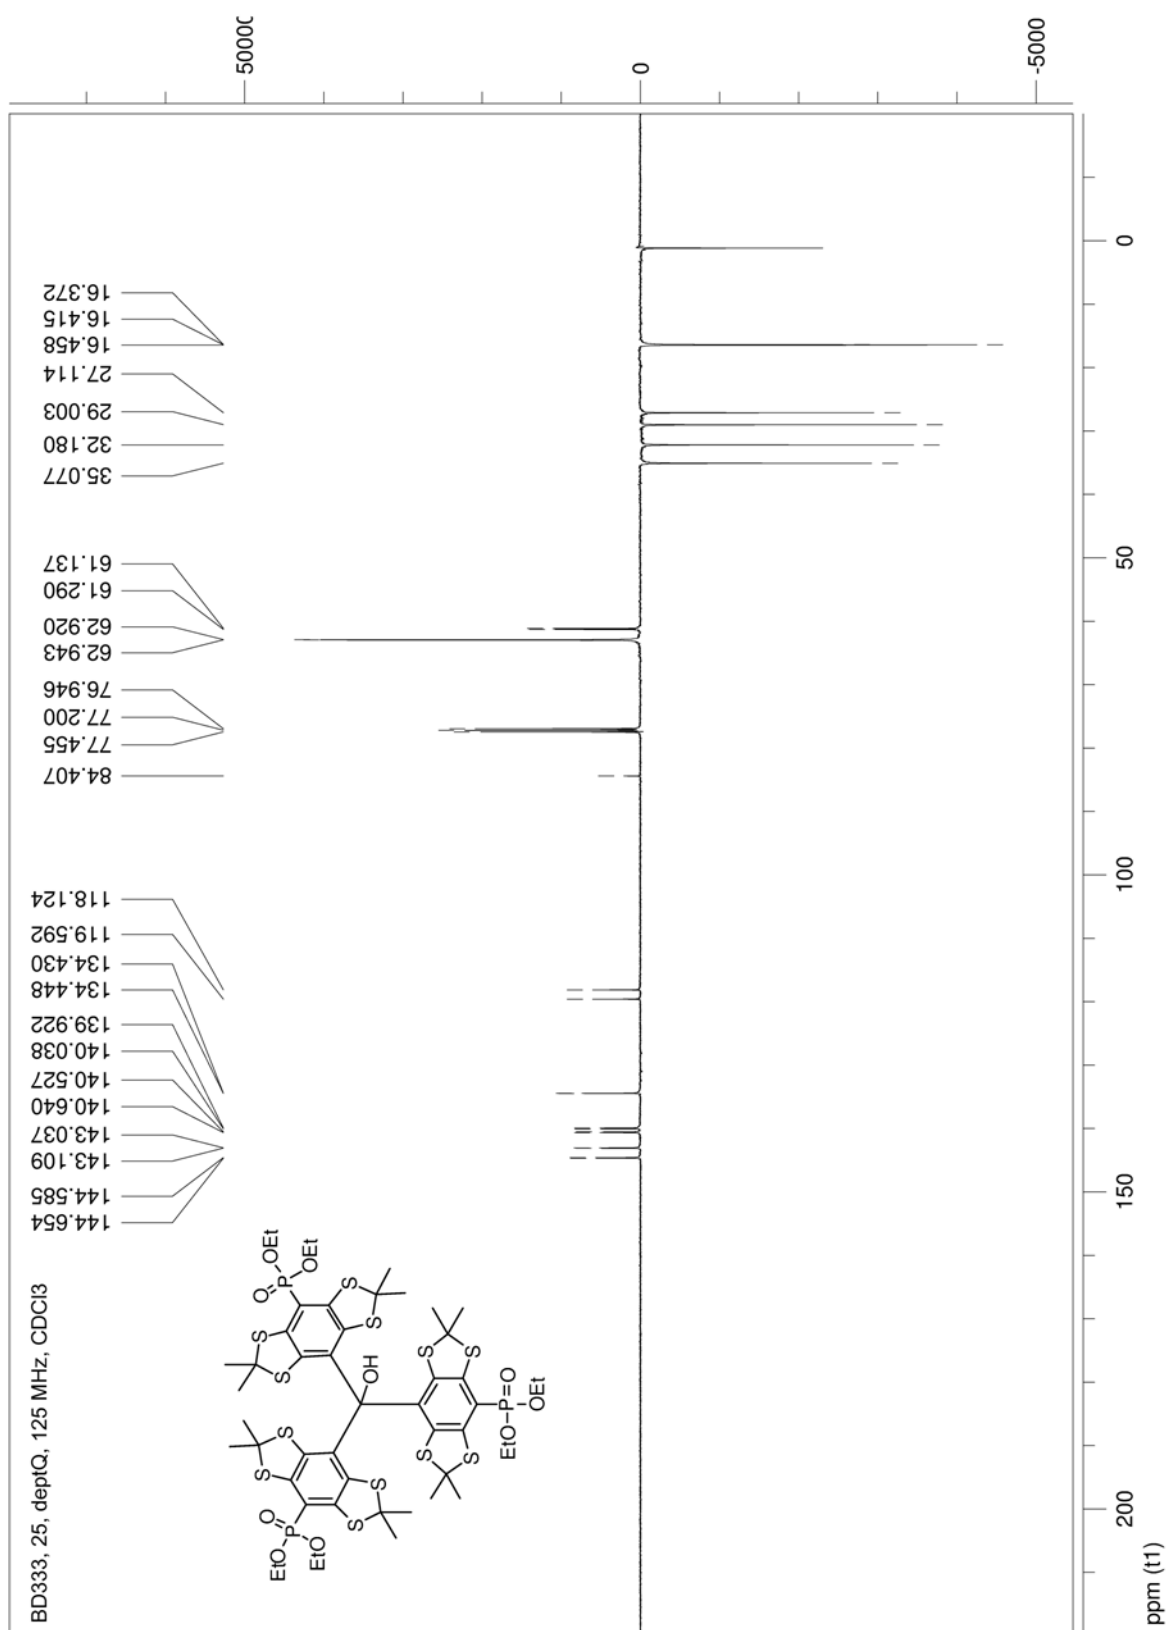 BD333, 25, deptQ, 125 MHz, CDCl3
144.654
144.585
143.109
143.037
140.640
140.527
140.038
139.922
134.448
134.430
119.592
118.124
84.407
77.455
77.200
76.946
62.943
62.920
61.290
61.137
35.077
32.180
29.003
27.114
16.458
16.415
16.372
EtO
EtO
P
O
S
S
S
S
S
S
S
S
O
P
OEt
OEt
OH
S
S
S
S
EtO
P
O
OEt
50000
0
-5000
200
150
100
50
0
ppm (t1)